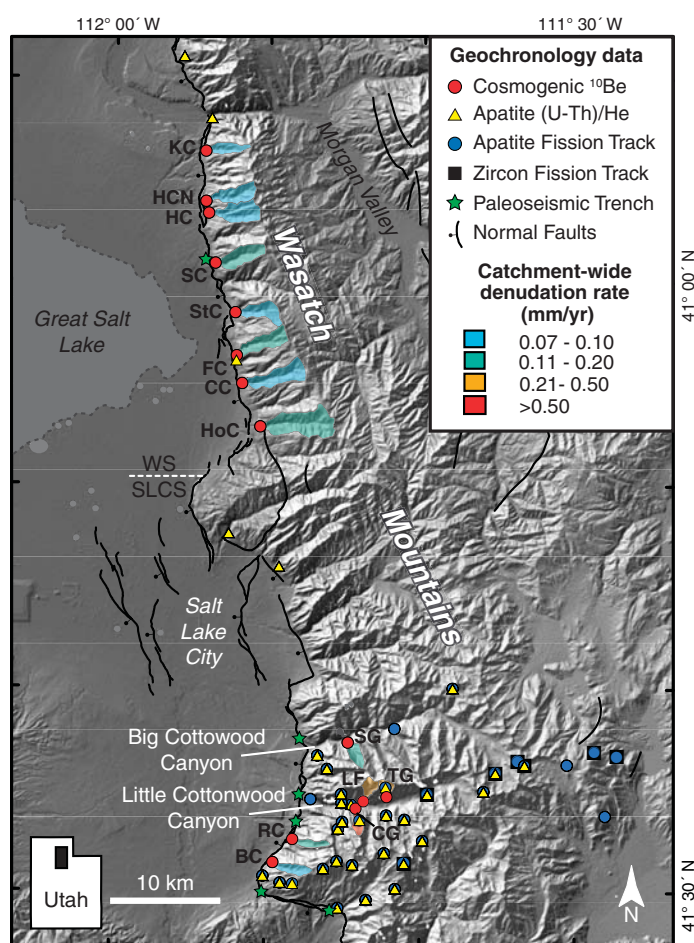 112° 00' W
111° 30' W
Geochronology data
Cosmogenic ¹⁰Be
Apatite (U-Th)/He
Apatite Fission Track
Zircon Fission Track
Paleoseismic Trench
Normal Faults
Catchment-wide
denudation rate
(mm/yr)
0.07 - 0.10
0.11 - 0.20
0.21- 0.50
>0.50
KC
HCN
HC
SC
StC
FC
CC
HoC
Morgan Valley
Wasatch
Mountains
Great Salt
Lake
41° 00' N
WS
SLCS
Salt
Lake
City
Big Cottowood
Canyon
SG
LF
TG
Little Cottonwood
Canyon
CG
RC
BC
Utah
10 km
N
41° 30' N